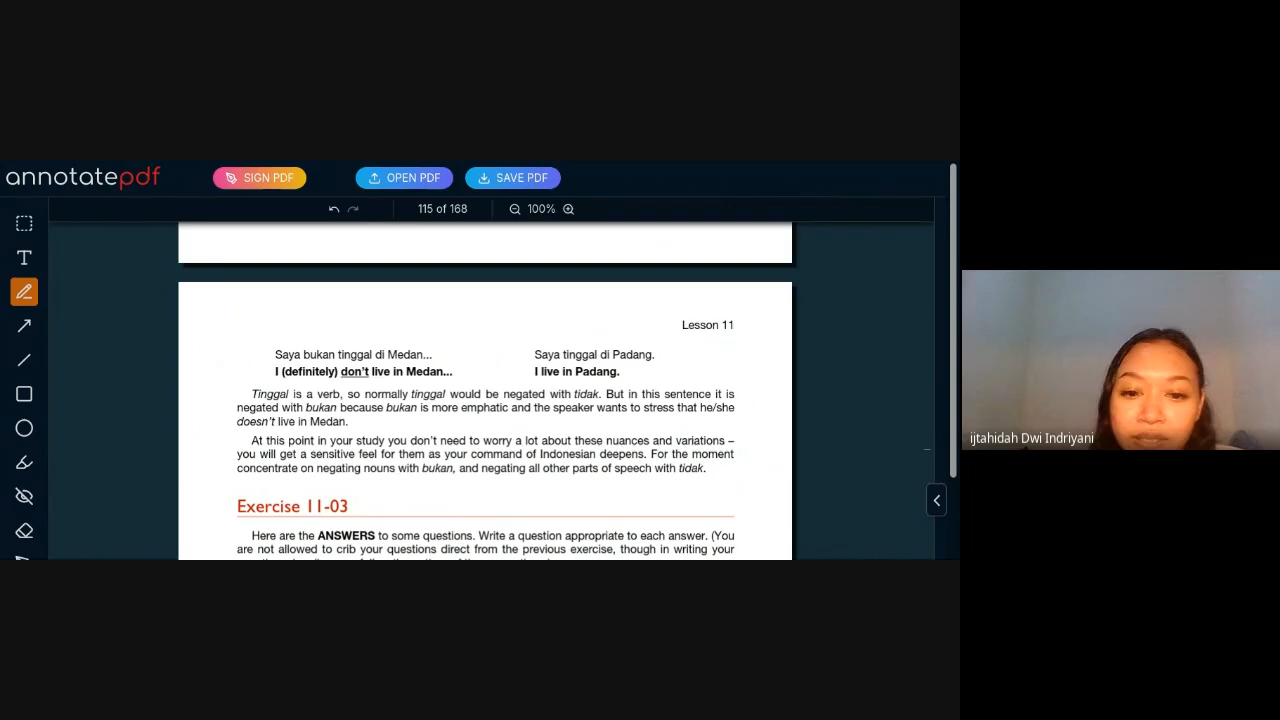 annotatepdf
SIGN PDF
OPEN PDF
SAVE PDF
115 of 168
100%
Lesson 11
Saya bukan tinggal di Medan... Saya tinggal di Padang.
I (definitely) don't live in Medan... I live in Padang.
Tinggal is a verb, so normally tinggal would be negated with tidak. But in this sentence it is
negated with bukan because bukan is more emphatic and the speaker wants to stress that he/she
doesn't live in Medan.
At this point in your study you don't need to worry a lot about these nuances and variations –
you will get a sensitive feel for them as your command of Indonesian deepens. For the moment
concentrate on negating nouns with bukan, and negating all other parts of speech with tidak.
Exercise 11-03
Here are the ANSWERS to some questions. Write a question appropriate to each answer. (You
are not allowed to crib your questions direct from the previous exercise, though in writing your
ijtahidah Dwi Indriyani